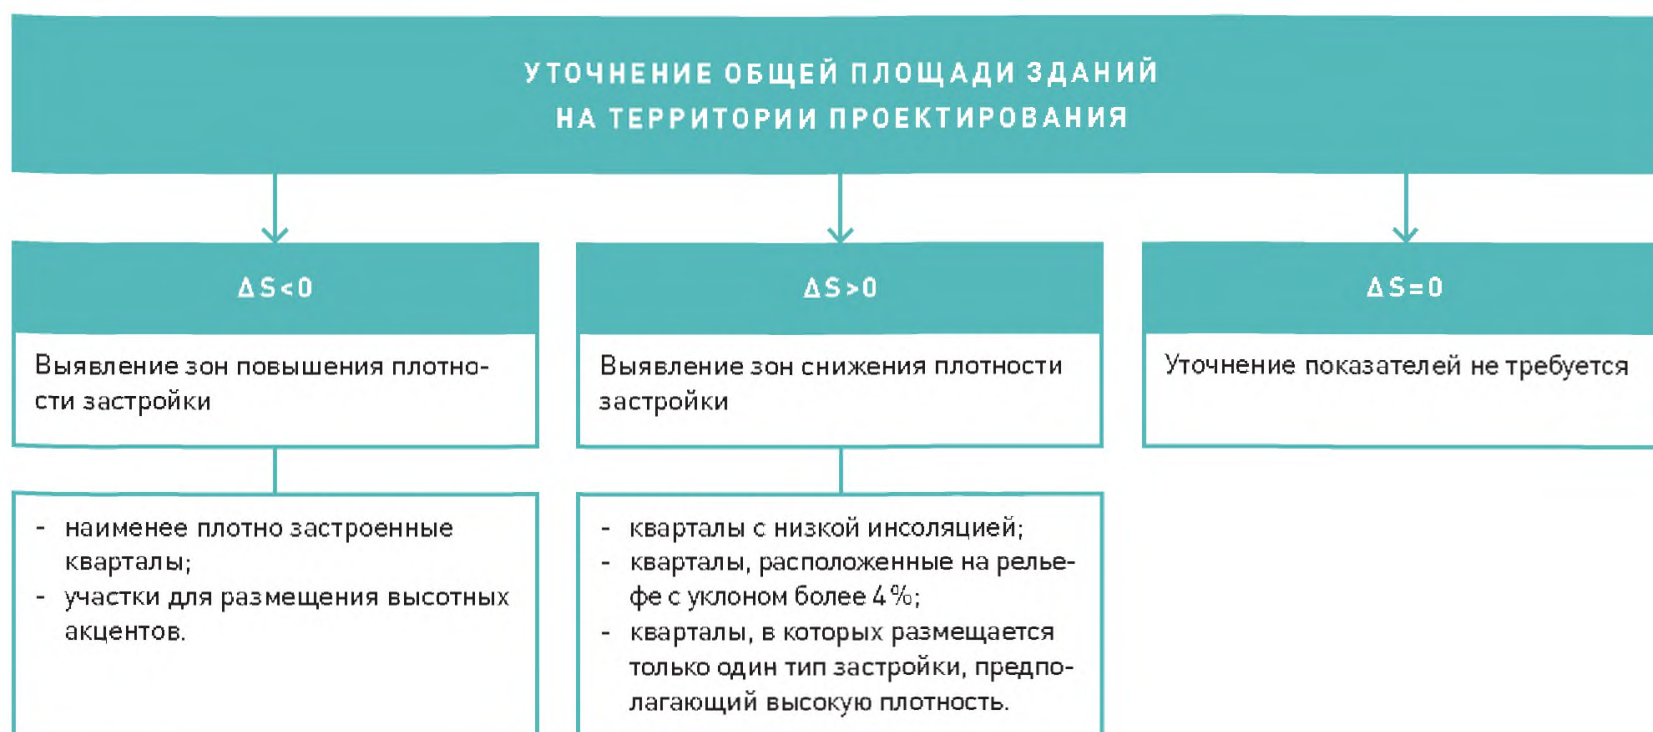 УТОЧНЕНИЕ ОБЩЕЙ ПЛОЩАДИ ЗДАНИЙ
НА ТЕРРИТОРИИ ПРОЕКТИРОВАНИЯ
ΔS<0
Выявление зон повышения плотно-
сти застройки
- наименее плотно застроенные
кварталы;
- участки для размещения высотных
акцентов.
ΔS>0
Выявление зон снижения плотности
застройки
- кварталы с низкой инсоляцией;
- кварталы, расположенные на релье-
фе с уклоном более 4%;
- кварталы, в которых размещается
только один тип застройки, предпо-
лагающий высокую плотность.
ΔS=0
Уточнение показателей не требуется